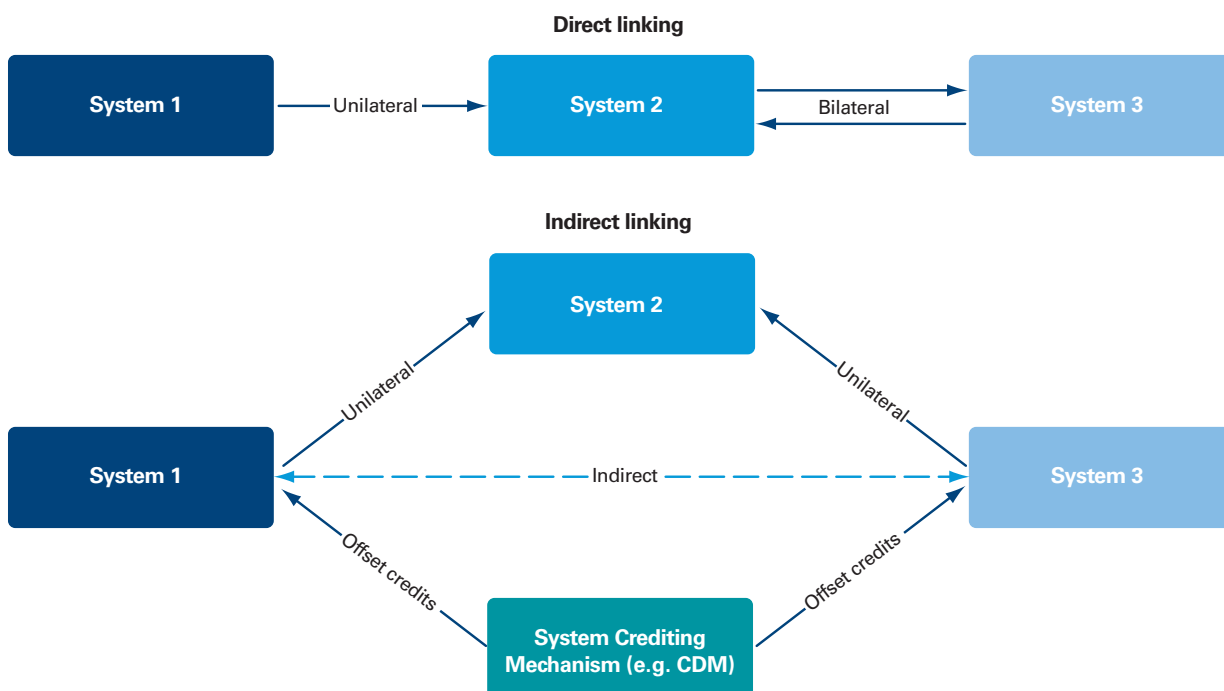 Direct linking
System 1
Unilateral
System 2
Bilateral
System 3
Indirect linking
System 2
Unilateral
Unilateral
System 1
Indirect
System 3
Offset credits
Offset credits
System Crediting
Mechanism (e.g. CDM)